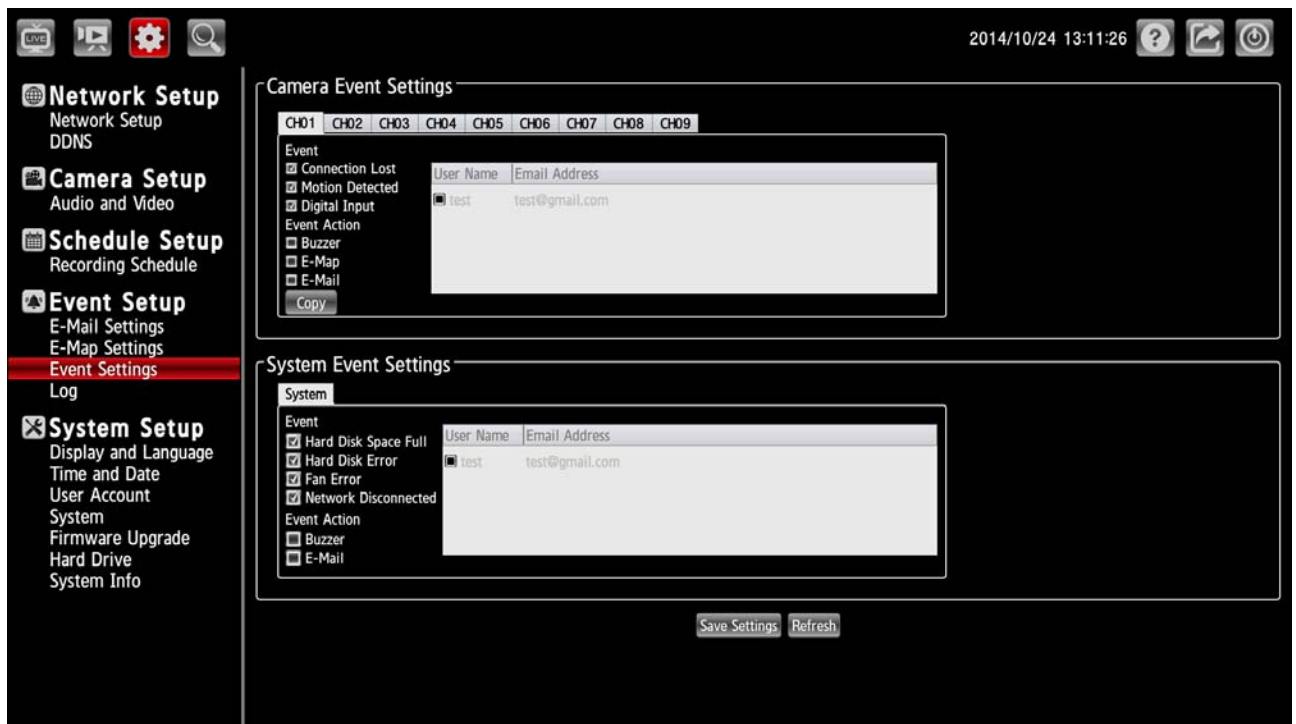 LIVE
2014/10/24 13:11:26
?
Network Setup
Network Setup
DDNS
Camera Setup
Audio and Video
Schedule Setup
Recording Schedule
Event Setup
E-Mail Settings
E-Map Settings
Event Settings
Log
System Setup
Display and Language
Time and Date
User Account
System
Firmware Upgrade
Hard Drive
System Info
Camera Event Settings
CH01 CH02 CH03 CH04 CH05 CH06 CH07 CH08 CH09
Event
Connection Lost
Motion Detected
Digital Input
Event Action
Buzzer
E-Map
E-Mail
Copy
User Name Email Address
test test@gmail.com
System Event Settings
System
Event
Hard Disk Space Full
Hard Disk Error
Fan Error
Network Disconnected
Event Action
Buzzer
E-Mail
User Name Email Address
test test@gmail.com
Save Settings Refresh